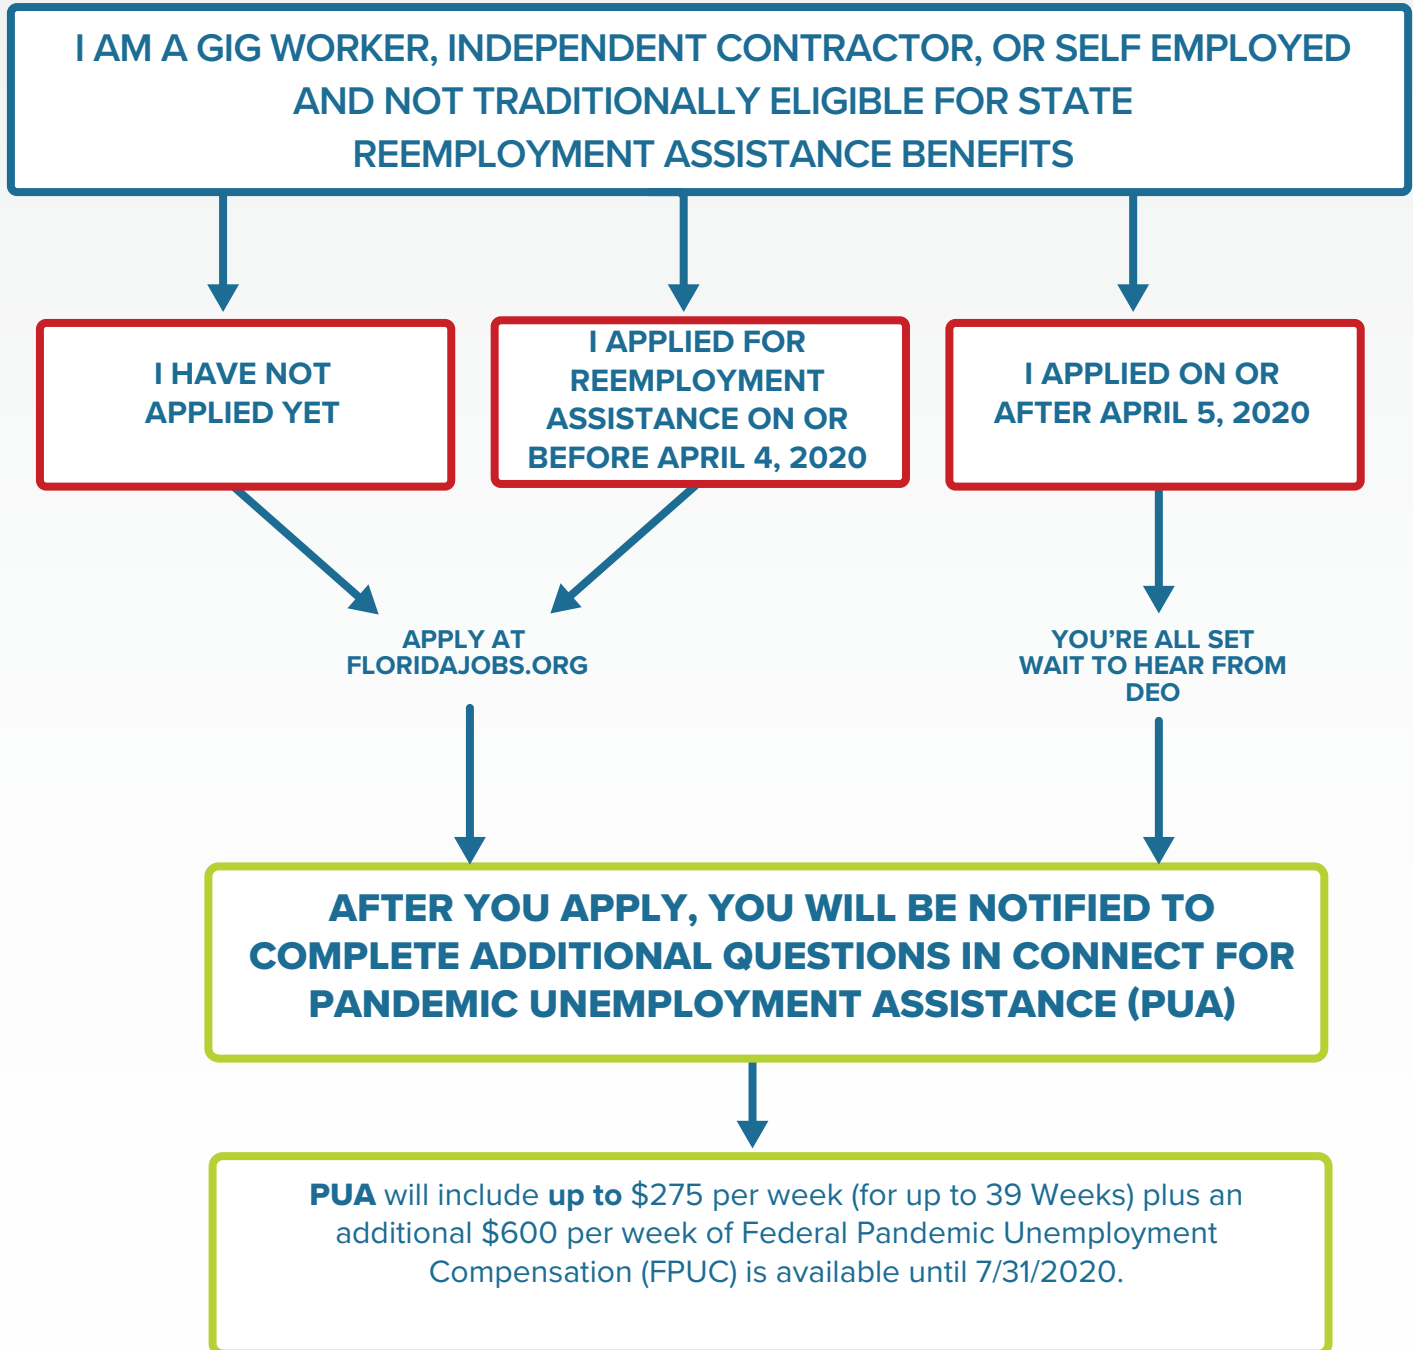 I AM A GIG WORKER, INDEPENDENT CONTRACTOR, OR SELF EMPLOYED
AND NOT TRADITIONALLY ELIGIBLE FOR STATE
REEMPLOYMENT ASSISTANCE BENEFITS
I HAVE NOT
APPLIED YET
I APPLIED FOR
REEMPLOYMENT
ASSISTANCE ON OR
BEFORE APRIL 4, 2020
I APPLIED ON OR
AFTER APRIL 5, 2020
APPLY AT
FLORIDAJOBS.ORG
YOU’RE ALL SET
WAIT TO HEAR FROM
DEO
AFTER YOU APPLY, YOU WILL BE NOTIFIED TO
COMPLETE ADDITIONAL QUESTIONS IN CONNECT FOR
PANDEMIC UNEMPLOYMENT ASSISTANCE (PUA)
PUA will include up to $275 per week (for up to 39 Weeks) plus an
additional $600 per week of Federal Pandemic Unemployment
Compensation (FPUC) is available until 7/31/2020.